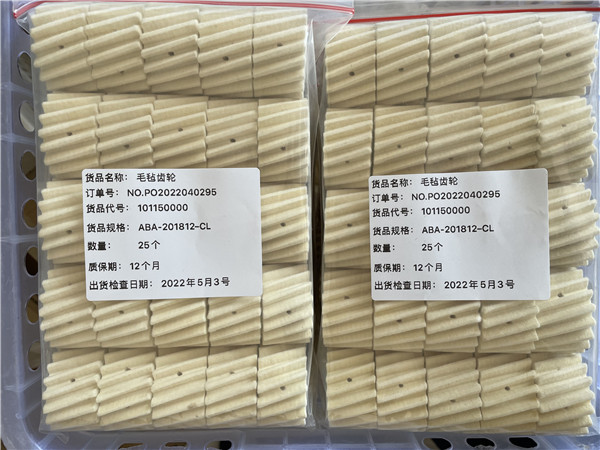 货品名称： 毛毡齿轮
订单号： NO.PO2022040295
货品代号： 101150000
货品规格： ABA-201812-CL
数量： 25个
质保期： 12个月
出货检查日期： 2022年5月3号
货品名称： 毛毡齿轮
订单号： NO.PO2022040295
货品代号： 101150000
货品规格： ABA-201812-CL
数量： 25个
质保期： 12个月
出货检查日期： 2022年5月3号